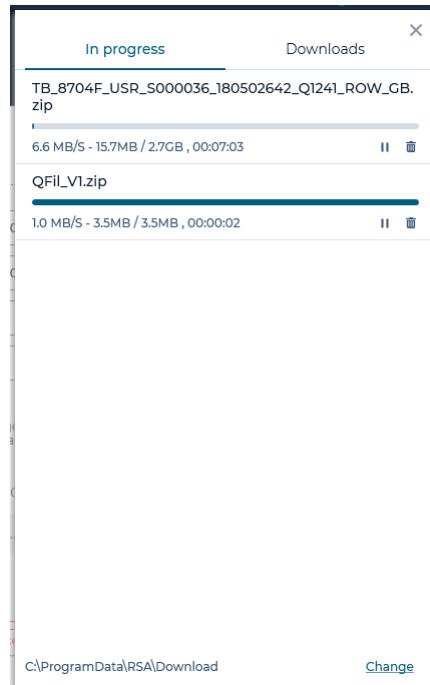 In progress
Downloads
TB_8704F_USR_S000036_180502642_Q1241_ROW_GB.
zip
6.6 MB/S - 15.7MB / 2.7GB , 00:07:03
QFil_V1.zip
1.0 MB/S - 3.5MB / 3.5MB , 00:00:02
C:\ProgramData\RSA\Download
Change